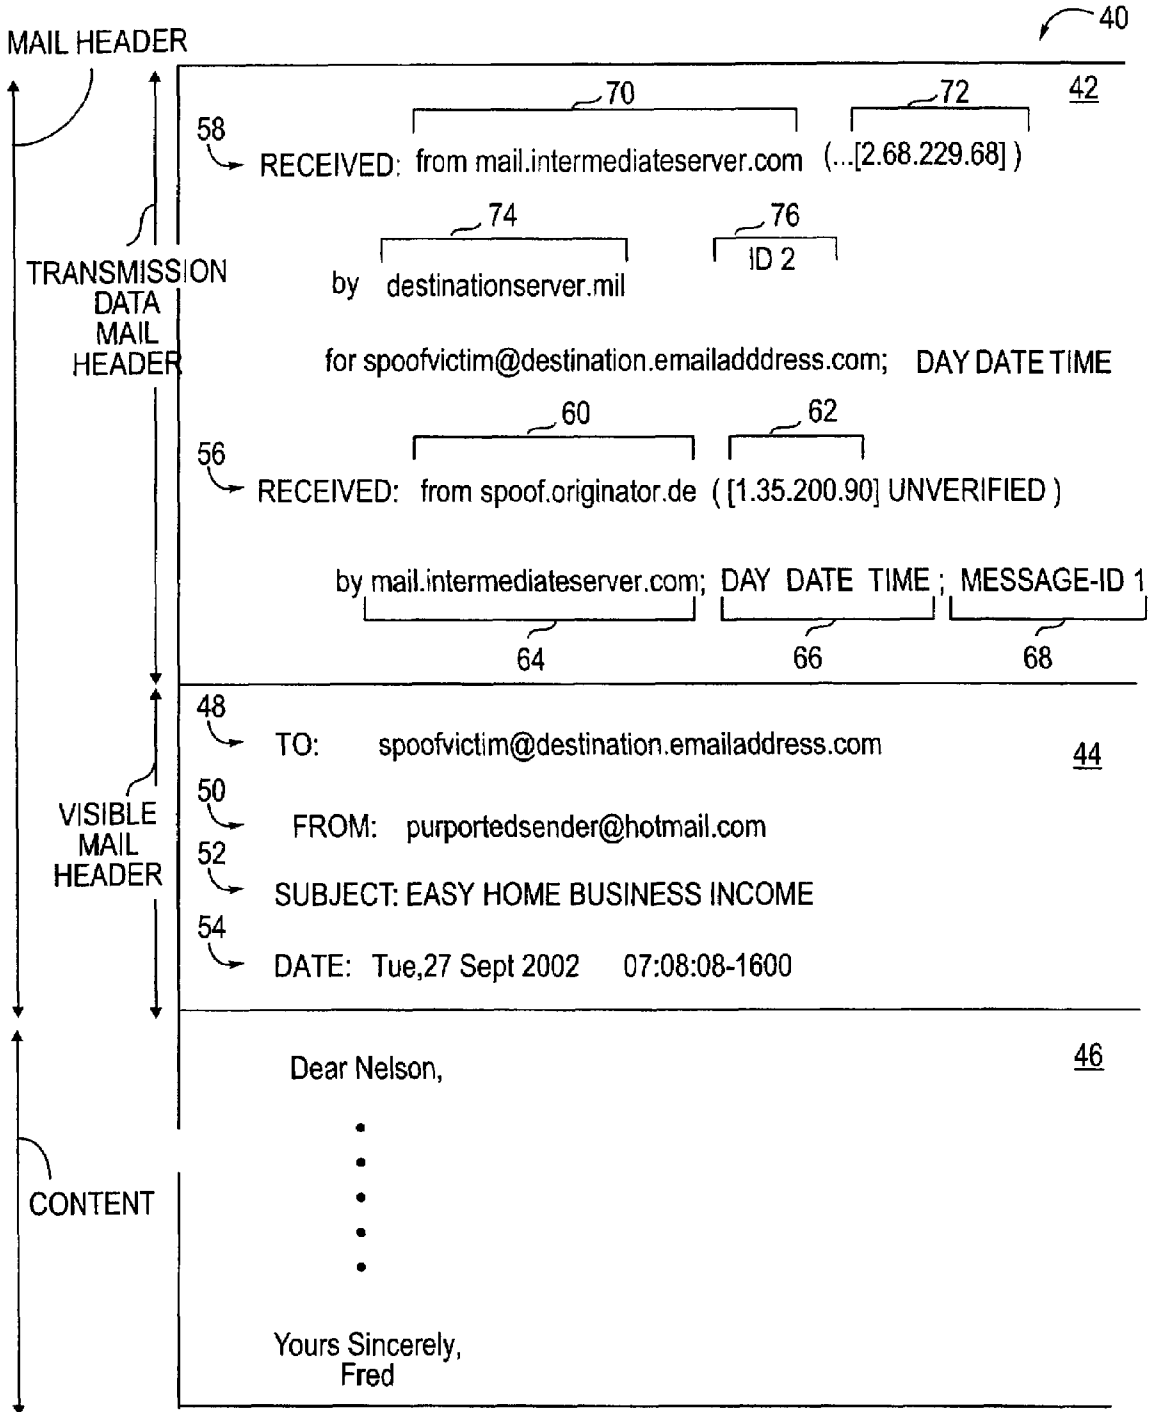 40
MAIL HEADER
42
70
72
58
RECEIVED: from mail.intermediateserver.com (...[2.68.229.68] )
74
76
ID 2
by destinationserver.mil
TRANSMISSION
DATA
MAIL
HEADER
for spoofvictim@destination.emailadddress.com; DAY DATE TIME
60
62
56
RECEIVED: from spoof.originator.de ( [1.35.200.90] UNVERIFIED )
by mail.intermediateserver.com; DAY DATE TIME ; MESSAGE-ID 1
64
66
68
48
TO: spoofvictim@destination.emailaddress.com
44
50
VISIBLE
MAIL
HEADER
FROM: purportedsender@hotmail.com
52
SUBJECT: EASY HOME BUSINESS INCOME
54
DATE: Tue,27 Sept 2002 07:08:08-1600
46
Dear Nelson,
CONTENT
Yours Sincerely,
Fred